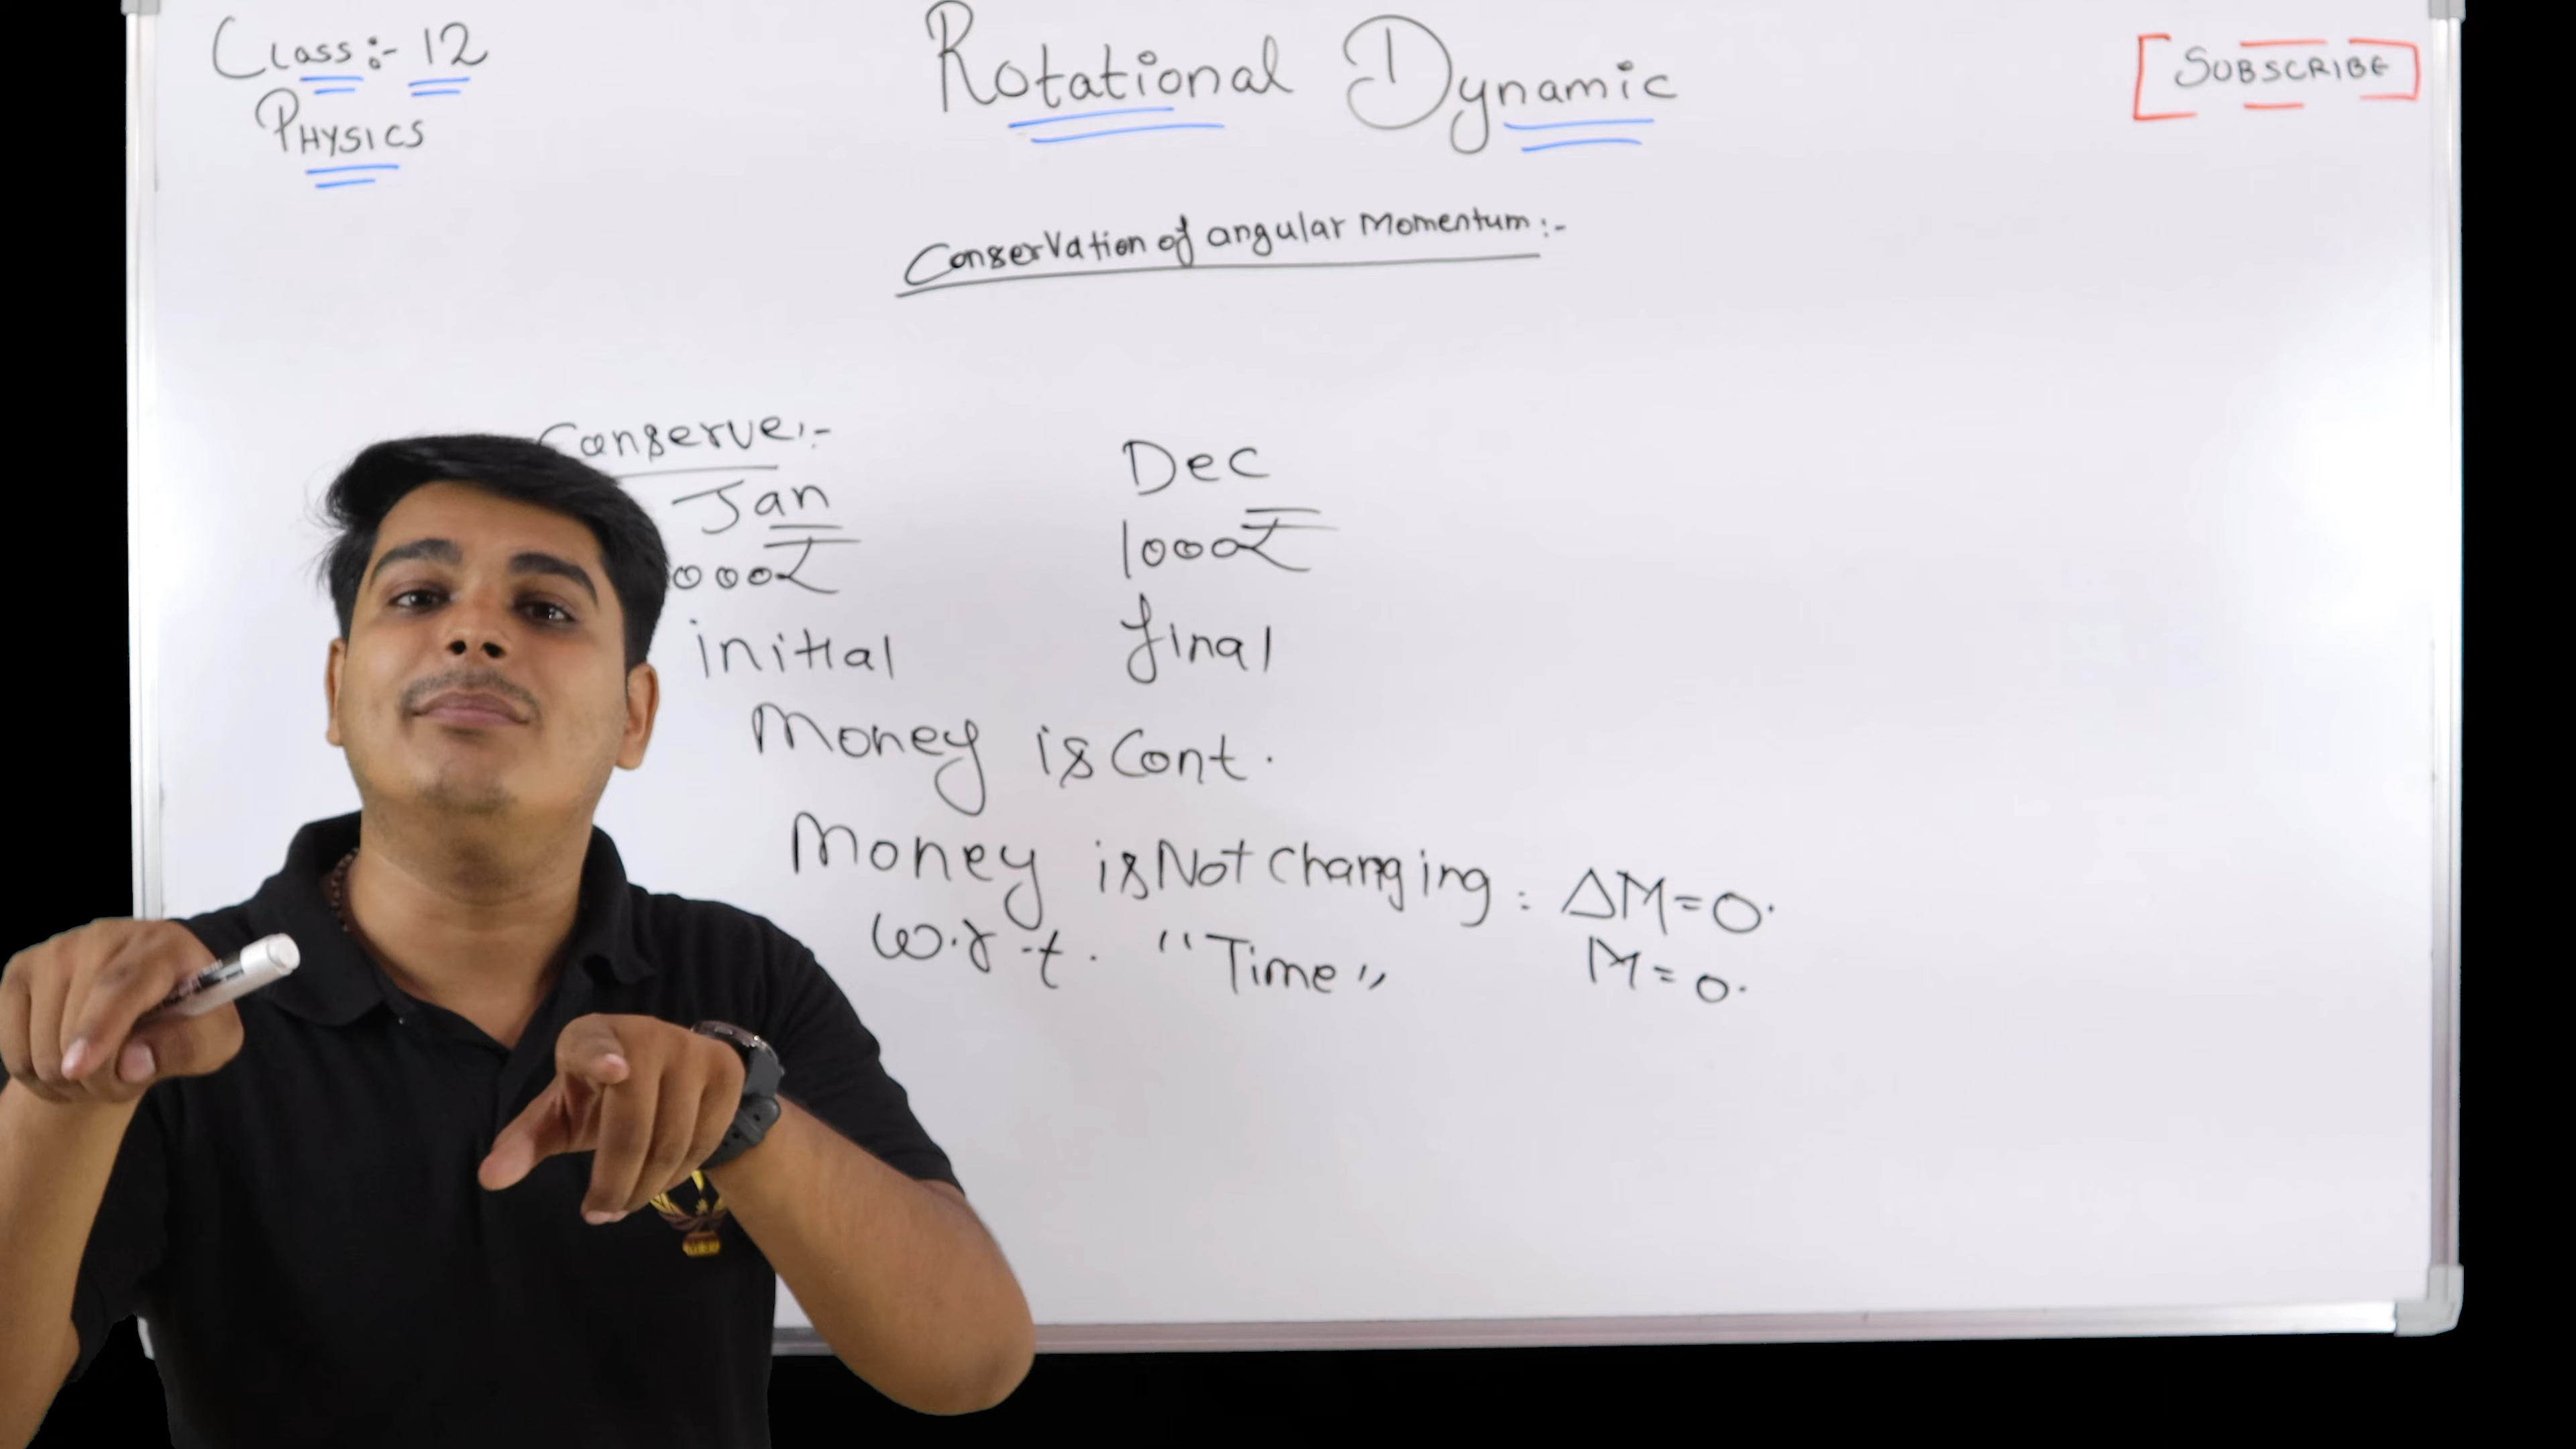 Class:- 12
Physics
Rotational Dynamic
SUBSCRIBE
Conservation of angular Momentum:-
Conserve:-
Jan Dec
000₹ 1000₹
initial final
Money is Cont.
Money is Not Changing : ΔM=0.
w.r.t. "Time" M=0.